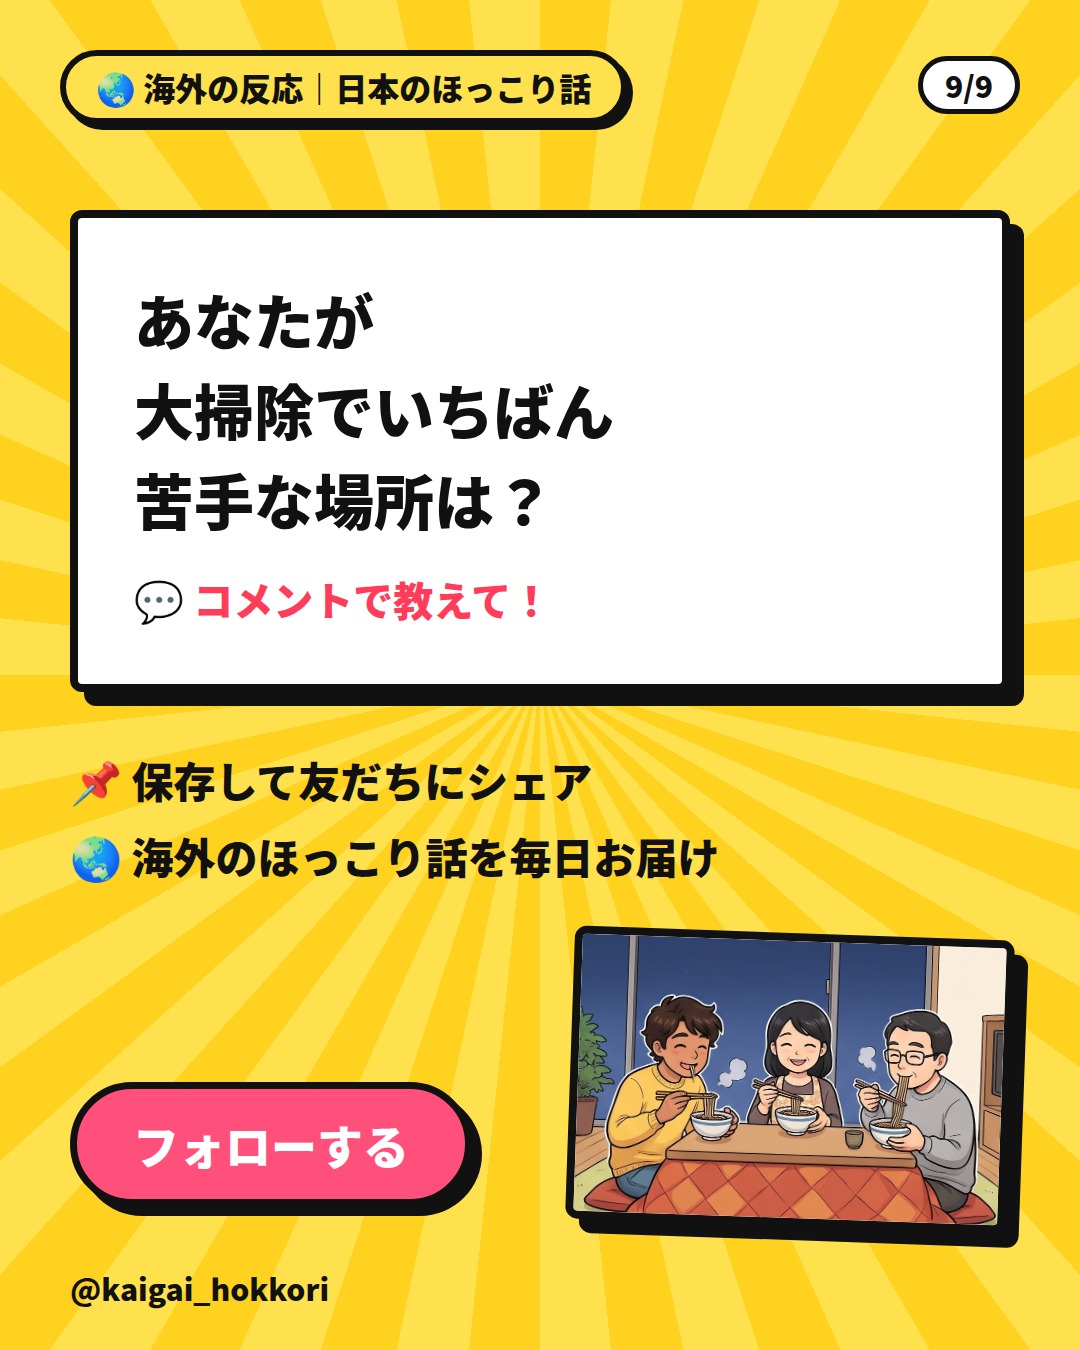 🌏 海外の反応｜日本のほっこり話
9/9
あなたが
大掃除でいちばん
苦手な場所は？
💬 コメントで教えて！
📌 保存して友だちにシェア
🌏 海外のほっこり話を毎日お届け
フォローする
@kaigai_hokkori